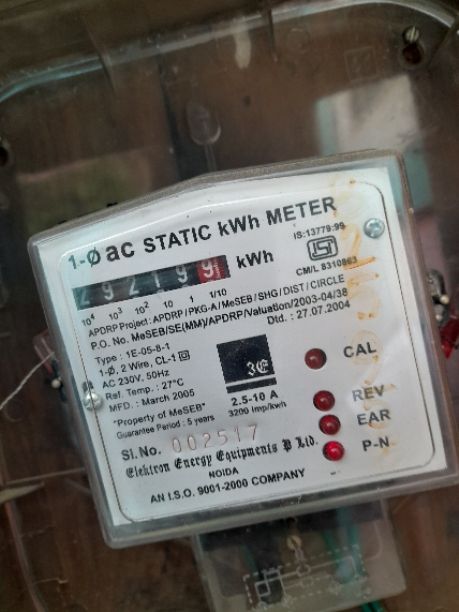 1-Ø ac STATIC kWh METER
IS:13779:99
kWh
CM/L 8310863
10⁴ 10³ 10² 10 1 1/10
APDRP Project: APDRP / PKG-A / MeSEB / SHG / DIST / CIRCLE
P.O. No. MeSEB/SE(MM)/APDRP/Valuation/2003-04/38
Dtd. : 27.07.2004
Type : 1E-05-8-1
1-Ø, 2 Wire, CL-1
AC 230V, 50Hz
Ref. Temp. : 27°C
MFD. : March 2005
"Property of MeSEB"
Guarantee Period : 5 years
3E
2.5-10 A
3200 Imp/kwh
CAL
REV
EAR
P-N
Sl. No. 002517
Elektron Energy Equipments P Ltd.
NOIDA
AN I.S.O. 9001-2000 COMPANY